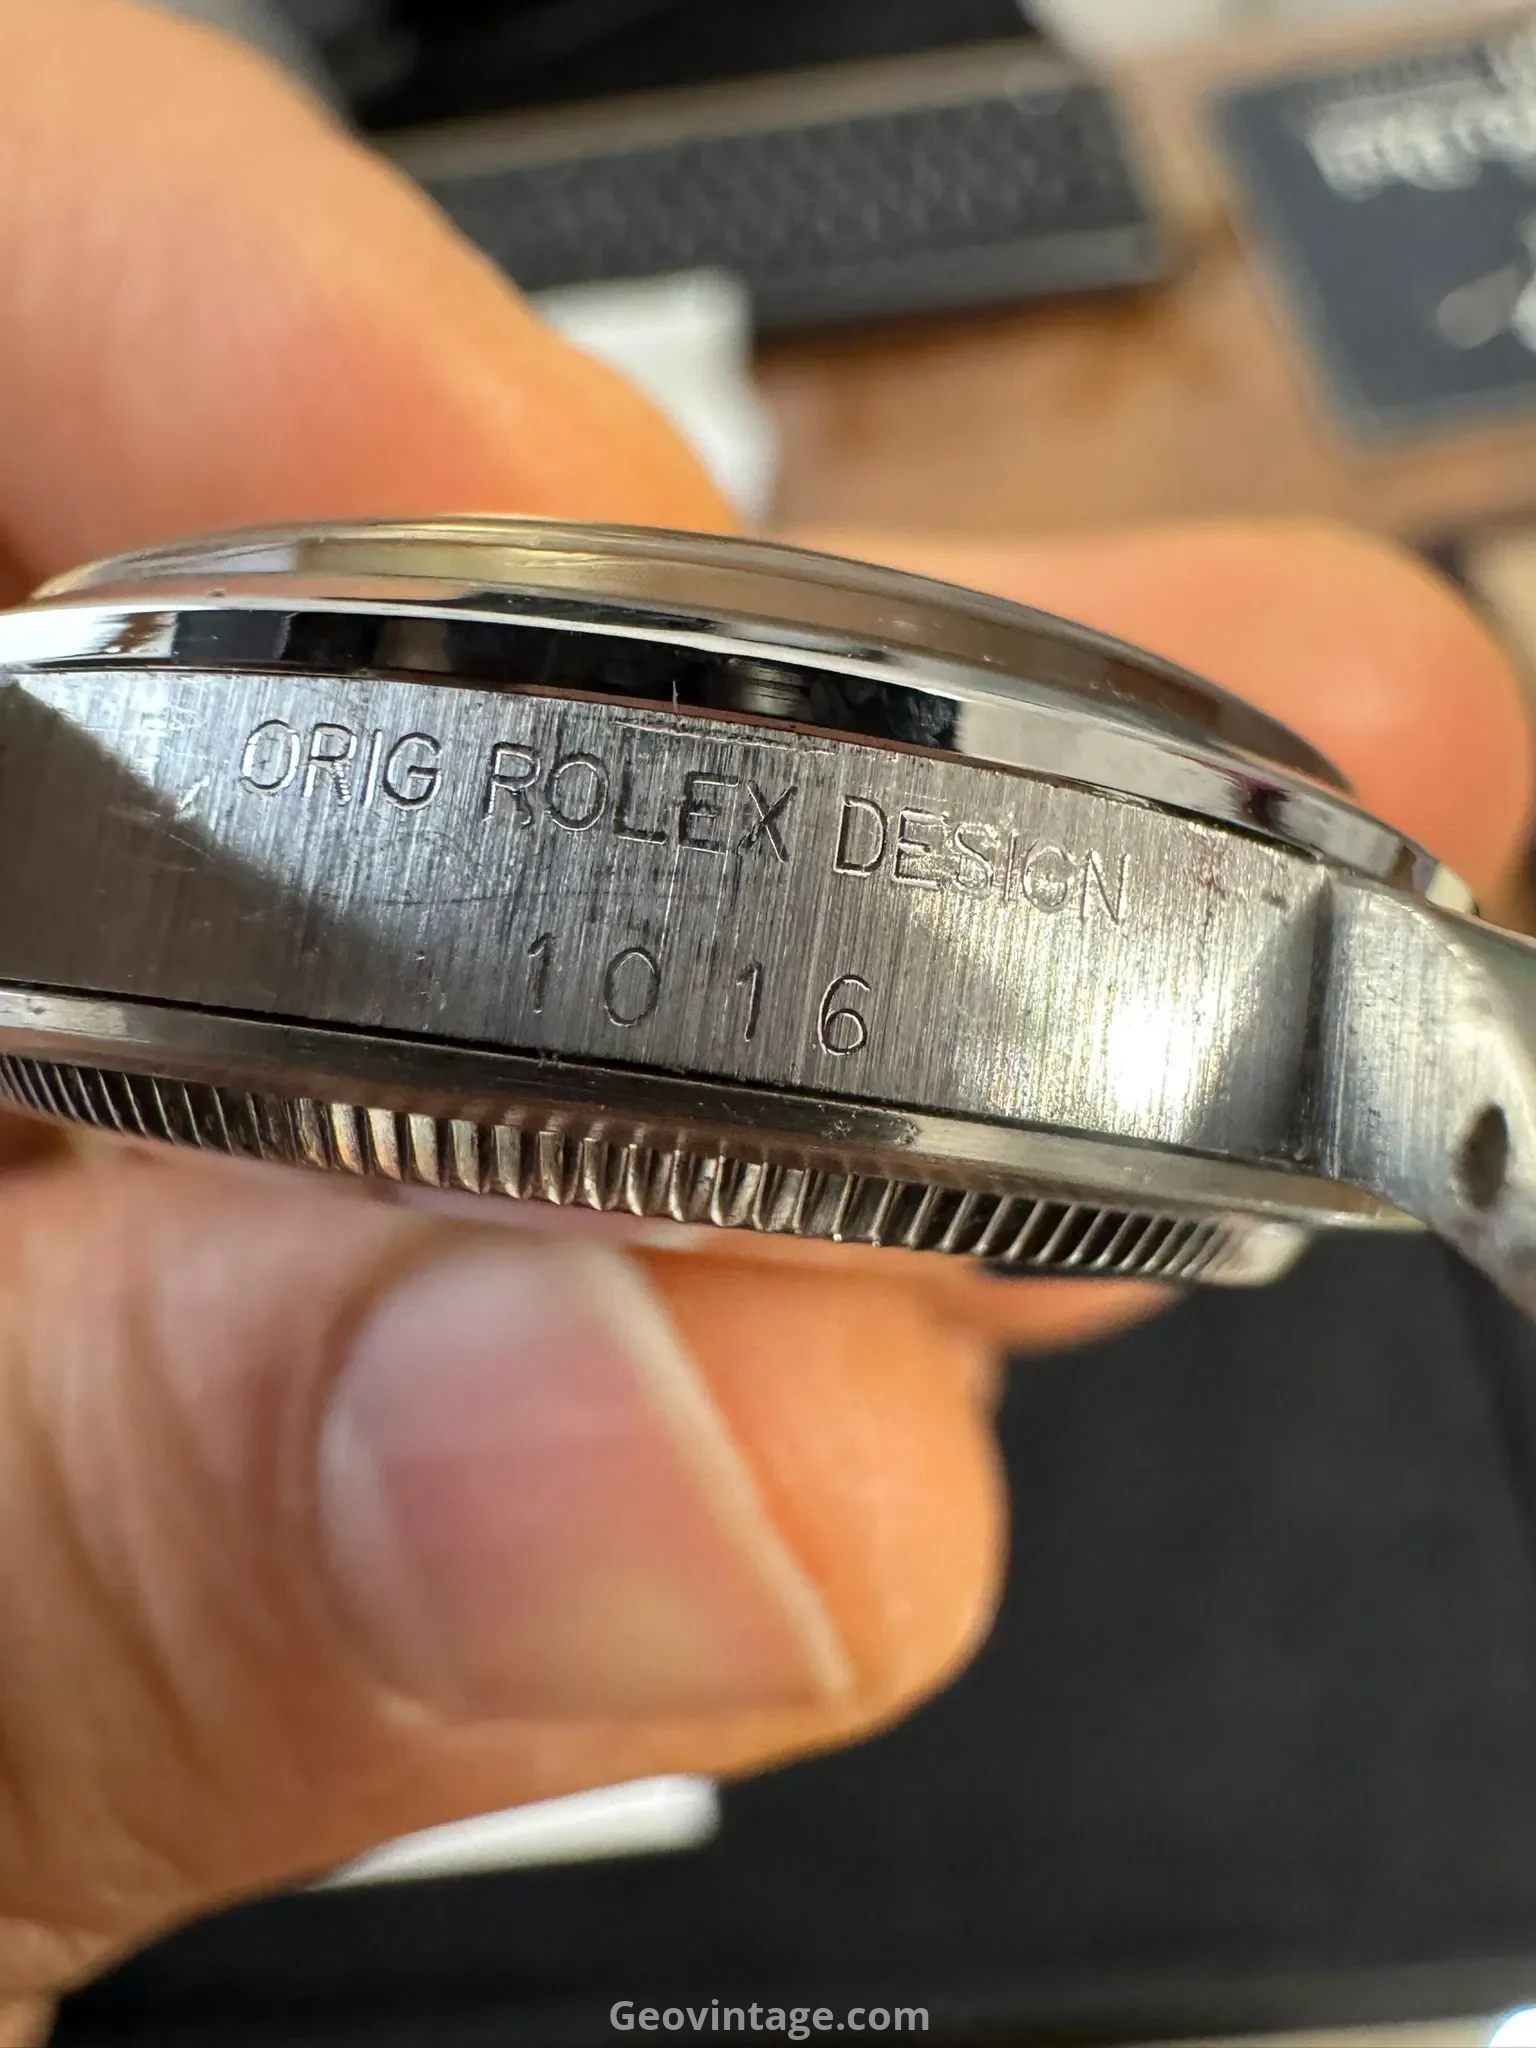 ORIG ROLEX DESIGN
1016
Geovintage.com